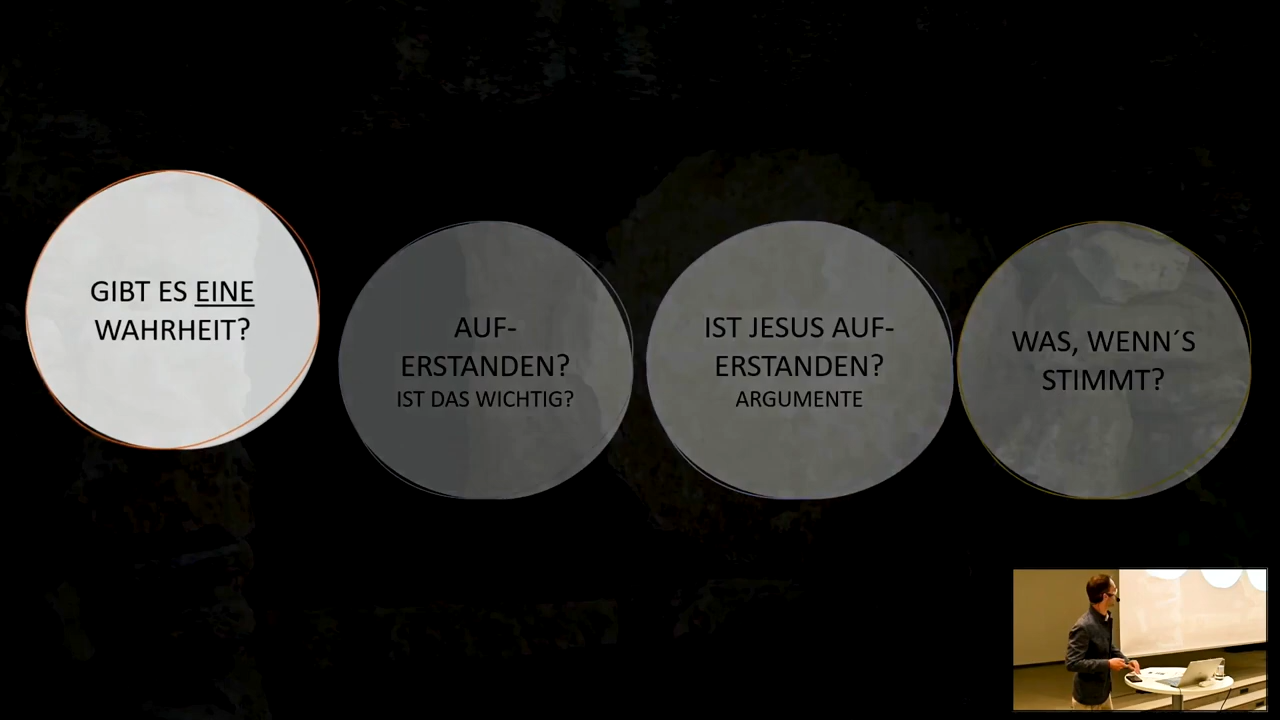 GIBT ES EINE
WAHRHEIT?
AUF-
ERSTANDEN?
IST DAS WICHTIG?
IST JESUS AUF-
ERSTANDEN?
ARGUMENTE
WAS, WENN´S
STIMMT?